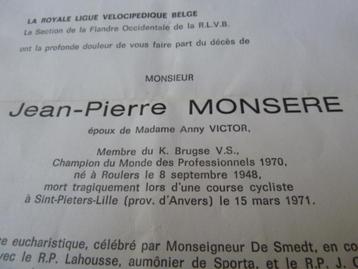 LA ROYALE LIGUE VELOCIPEDIQUE BELGE
La Section de la Flandre Occidentale de la R.L.V.B.
ont la profonde douleur de vous faire part du décès de
MONSIEUR
Jean-Pierre MONSERE
époux de Madame Anny VICTOR,
Membre du K. Brugse V.S.,
Champion du Monde des Professionnels 1970,
né à Roulers le 8 septembre 1948,
mort tragiquement lors d'une course cycliste
à Sint-Pieters-Lille (prov. d'Anvers) le 15 mars 1971.
ce eucharistique, célébré par Monseigneur De Smedt, en co
vec le R.P. Lahousse, aumônier de Sporta, et le R.P. J. C